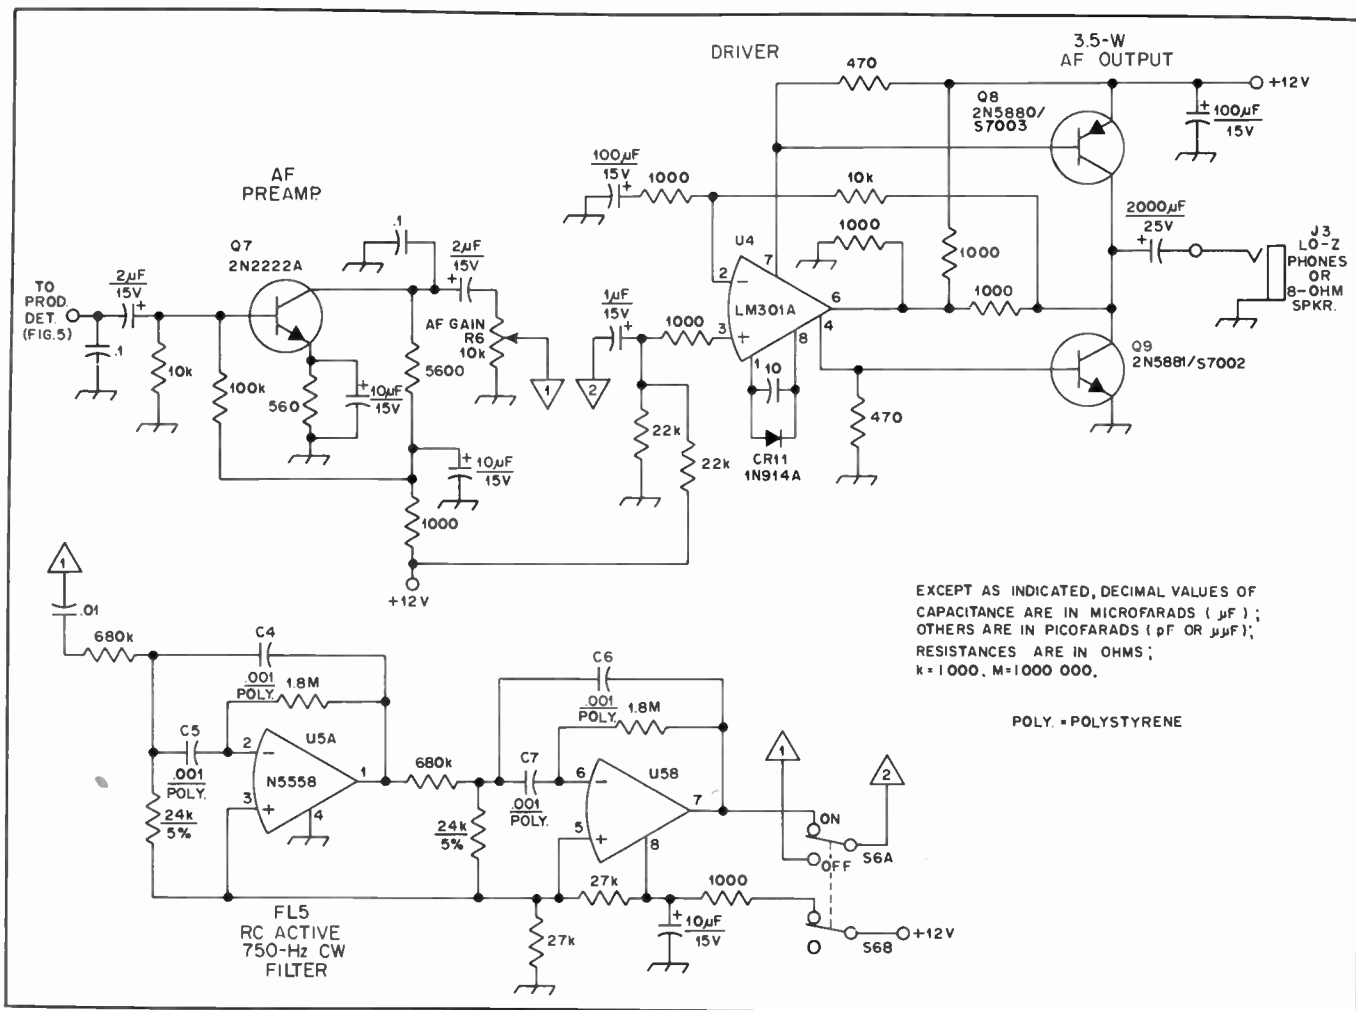 DRIVER
3.5-W
AF OUTPUT
470
+12V
Q8
2N5880/
S7003
100µF
15V
AF
PREAMP.
100µF
15V
+
1000
10k
.1
2µF
15V
+
Q7
2N2222A
U4
1000
1000
2000µF
25V
+
J3
LO-Z
PHONES
OR
8-OHM
SPKR.
TO
PROD.
DET.
(FIG.5)
2µF
15V
+
.1
10k
100k
560
+
10µF
15V
AF GAIN
R6
10k
5600
1
1µF
15V
+
2
1000
7
2
−
LM301A
3
+
6
4
8
1
10
1000
Q9
2N5881/S7002
22k
22k
CR11
1N914A
470
+
10µF
15V
1000
+12V
1
.01
680k
C4
.001
POLY.
1.8M
C5
.001
POLY.
U5A
2
−
N5558
3
+
1
4
24k
5%
680k
C6
.001
POLY.
1.8M
C7
.001
POLY.
6
−
U5B
5
+
7
8
24k
5%
27k
27k
1000
+
10µF
15V
1
2
ON
OFF
S6A
S6B
+12V
FL5
RC ACTIVE
750-Hz CW
FILTER
EXCEPT AS INDICATED, DECIMAL VALUES OF
CAPACITANCE ARE IN MICROFARADS ( µF ) ;
OTHERS ARE IN PICOFARADS ( pF OR µµF);
RESISTANCES ARE IN OHMS ;
k=1000, M=1000 000.
POLY. = POLYSTYRENE